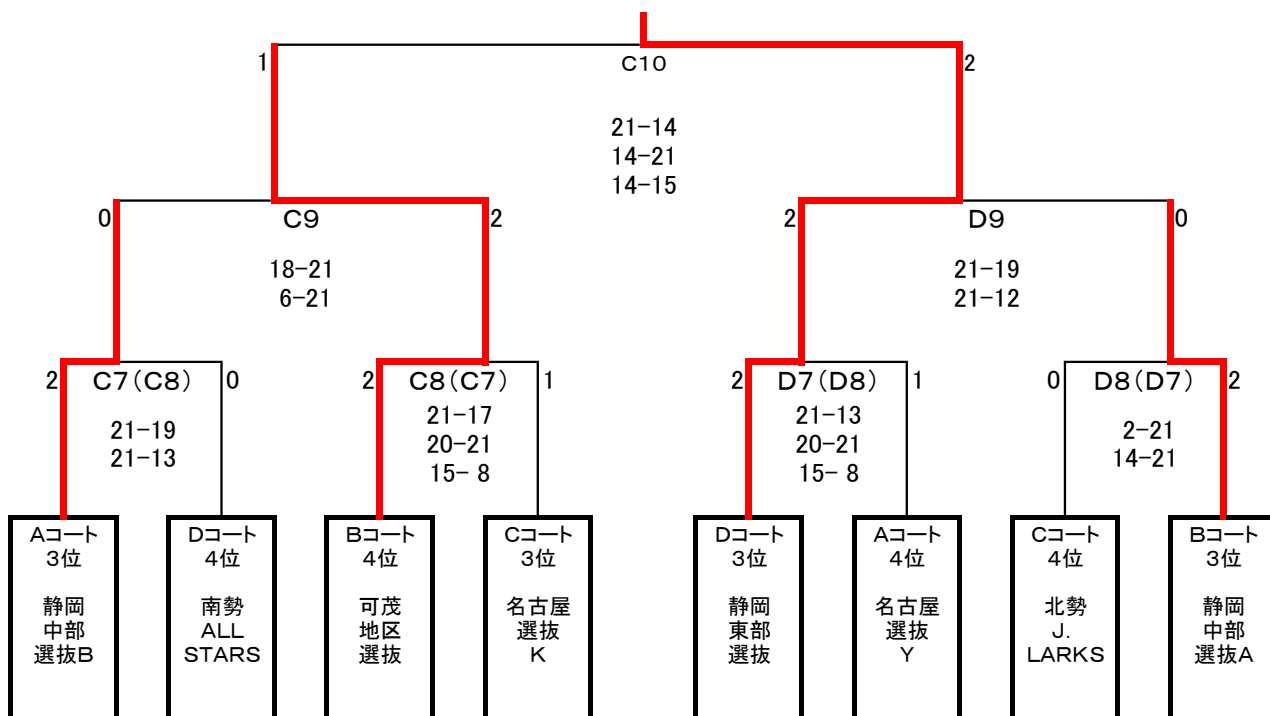 1
C10
2
21-14
14-21
14-15
0
C9
2
2
D9
0
18-21
6-21
21-19
21-12
2
C7(C8)
0
2
C8(C7)
1
2
D7(D8)
1
0
D8(D7)
2
21-19
21-13
21-17
20-21
15- 8
21-13
20-21
15- 8
2-21
14-21
Aコート
3位
静岡
中部
選抜B
Dコート
4位
南勢
ALL
STARS
Bコート
4位
可茂
地区
選抜
Cコート
3位
名古屋
選抜
K
Dコート
3位
静岡
東部
選抜
Aコート
4位
名古屋
選抜
Y
Cコート
4位
北勢
J.
LARKS
Bコート
3位
静岡
中部
選抜A